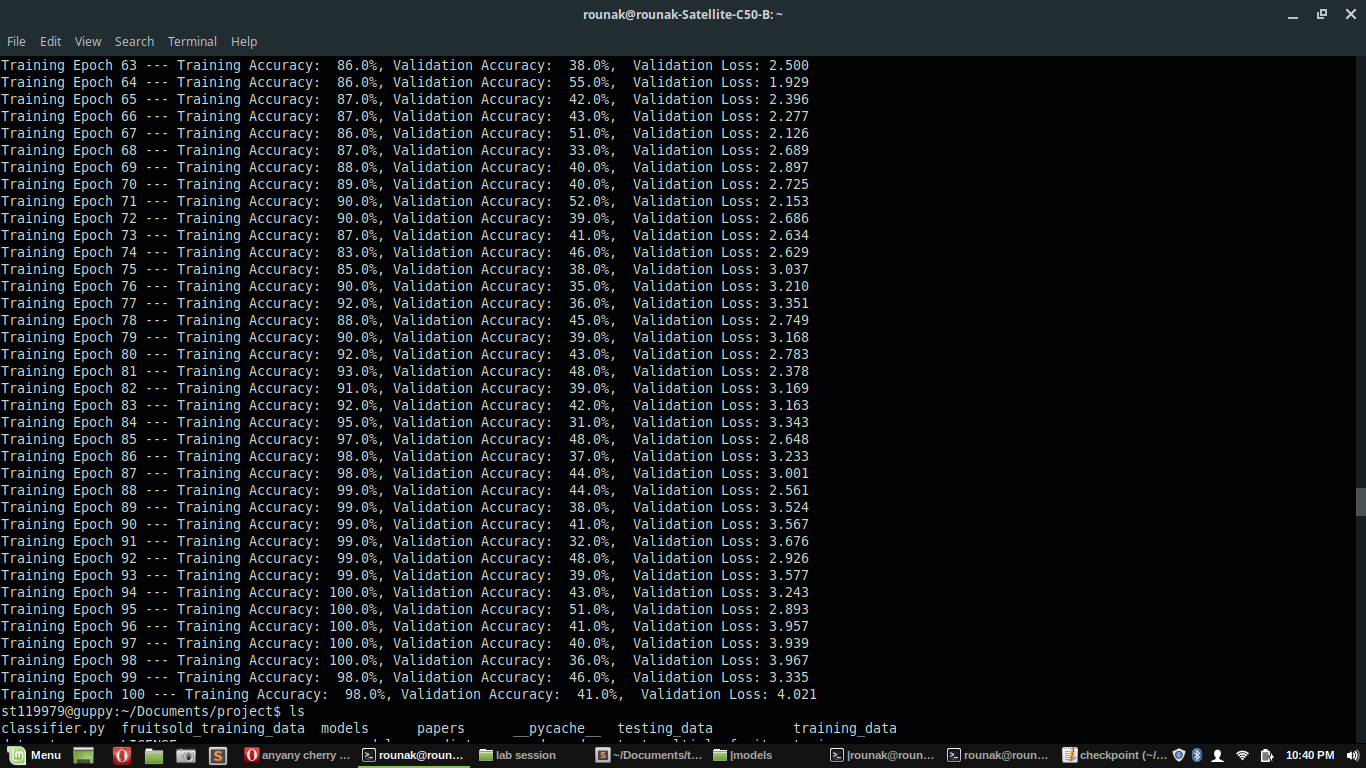 rounak@rounak-Satellite-C50-B: ~
File Edit View Search Terminal Help
Training Epoch 63 --- Training Accuracy:  86.0%, Validation Accuracy:  38.0%,  Validation Loss: 2.500
Training Epoch 64 --- Training Accuracy:  86.0%, Validation Accuracy:  55.0%,  Validation Loss: 1.929
Training Epoch 65 --- Training Accuracy:  87.0%, Validation Accuracy:  42.0%,  Validation Loss: 2.396
Training Epoch 66 --- Training Accuracy:  87.0%, Validation Accuracy:  43.0%,  Validation Loss: 2.277
Training Epoch 67 --- Training Accuracy:  86.0%, Validation Accuracy:  51.0%,  Validation Loss: 2.126
Training Epoch 68 --- Training Accuracy:  87.0%, Validation Accuracy:  33.0%,  Validation Loss: 2.689
Training Epoch 69 --- Training Accuracy:  88.0%, Validation Accuracy:  40.0%,  Validation Loss: 2.897
Training Epoch 70 --- Training Accuracy:  89.0%, Validation Accuracy:  40.0%,  Validation Loss: 2.725
Training Epoch 71 --- Training Accuracy:  90.0%, Validation Accuracy:  52.0%,  Validation Loss: 2.153
Training Epoch 72 --- Training Accuracy:  90.0%, Validation Accuracy:  39.0%,  Validation Loss: 2.686
Training Epoch 73 --- Training Accuracy:  87.0%, Validation Accuracy:  41.0%,  Validation Loss: 2.634
Training Epoch 74 --- Training Accuracy:  83.0%, Validation Accuracy:  46.0%,  Validation Loss: 2.629
Training Epoch 75 --- Training Accuracy:  85.0%, Validation Accuracy:  38.0%,  Validation Loss: 3.037
Training Epoch 76 --- Training Accuracy:  90.0%, Validation Accuracy:  35.0%,  Validation Loss: 3.210
Training Epoch 77 --- Training Accuracy:  92.0%, Validation Accuracy:  36.0%,  Validation Loss: 3.351
Training Epoch 78 --- Training Accuracy:  88.0%, Validation Accuracy:  45.0%,  Validation Loss: 2.749
Training Epoch 79 --- Training Accuracy:  90.0%, Validation Accuracy:  39.0%,  Validation Loss: 3.168
Training Epoch 80 --- Training Accuracy:  92.0%, Validation Accuracy:  43.0%,  Validation Loss: 2.783
Training Epoch 81 --- Training Accuracy:  93.0%, Validation Accuracy:  48.0%,  Validation Loss: 2.378
Training Epoch 82 --- Training Accuracy:  91.0%, Validation Accuracy:  39.0%,  Validation Loss: 3.169
Training Epoch 83 --- Training Accuracy:  92.0%, Validation Accuracy:  42.0%,  Validation Loss: 3.163
Training Epoch 84 --- Training Accuracy:  95.0%, Validation Accuracy:  31.0%,  Validation Loss: 3.343
Training Epoch 85 --- Training Accuracy:  97.0%, Validation Accuracy:  48.0%,  Validation Loss: 2.648
Training Epoch 86 --- Training Accuracy:  98.0%, Validation Accuracy:  37.0%,  Validation Loss: 3.233
Training Epoch 87 --- Training Accuracy:  98.0%, Validation Accuracy:  44.0%,  Validation Loss: 3.001
Training Epoch 88 --- Training Accuracy:  99.0%, Validation Accuracy:  44.0%,  Validation Loss: 2.561
Training Epoch 89 --- Training Accuracy:  99.0%, Validation Accuracy:  38.0%,  Validation Loss: 3.524
Training Epoch 90 --- Training Accuracy:  99.0%, Validation Accuracy:  41.0%,  Validation Loss: 3.567
Training Epoch 91 --- Training Accuracy:  99.0%, Validation Accuracy:  32.0%,  Validation Loss: 3.676
Training Epoch 92 --- Training Accuracy:  99.0%, Validation Accuracy:  48.0%,  Validation Loss: 2.926
Training Epoch 93 --- Training Accuracy:  99.0%, Validation Accuracy:  39.0%,  Validation Loss: 3.577
Training Epoch 94 --- Training Accuracy: 100.0%, Validation Accuracy:  43.0%,  Validation Loss: 3.243
Training Epoch 95 --- Training Accuracy: 100.0%, Validation Accuracy:  51.0%,  Validation Loss: 2.893
Training Epoch 96 --- Training Accuracy: 100.0%, Validation Accuracy:  41.0%,  Validation Loss: 3.957
Training Epoch 97 --- Training Accuracy: 100.0%, Validation Accuracy:  40.0%,  Validation Loss: 3.939
Training Epoch 98 --- Training Accuracy: 100.0%, Validation Accuracy:  36.0%,  Validation Loss: 3.967
Training Epoch 99 --- Training Accuracy:  98.0%, Validation Accuracy:  46.0%,  Validation Loss: 3.335
Training Epoch 100 --- Training Accuracy:  98.0%, Validation Accuracy:  41.0%,  Validation Loss: 4.021
st119979@guppy:~/Documents/project$ ls
classifier.py  fruitsold_training_data  models      papers      __pycache__  testing_data          training_data
Menu anyany cherry ... rounak@roun... lab session ~/Documents/t... |models |rounak@roun... rounak@roun... checkpoint (~/... 10:40 PM